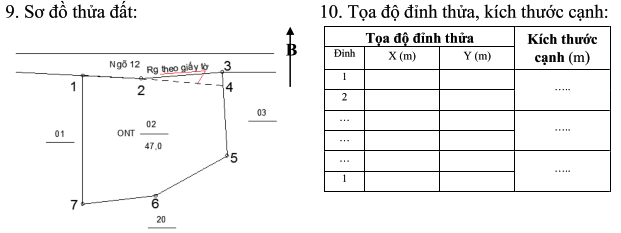 9. Sơ đồ thửa đất:
Ngõ 12
Rg theo giấy tờ
B
1
2
3
4
01
ONT
02
47,0
03
5
6
7
20
10. Tọa độ đỉnh thửa, kích thước cạnh:
Tọa độ đỉnh thửa
Kích thước cạnh (m)
Đỉnh
X (m)
Y (m)
1
.....
2
...
.....
...
...
.....
1